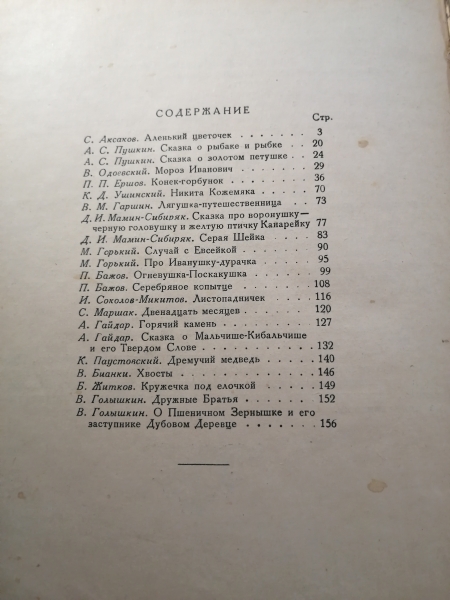 СОДЕРЖАНИЕ
Стр.
С. Аксаков. Аленький цветочек . . . . . . . 3
А. С. Пушкин. Сказка о рыбаке и рыбке . . 20
А. С. Пушкин. Сказка о золотом петушке . . 24
В. Одоевский. Мороз Иванович . . . . . . 29
П. П. Ершов. Конек-горбунок . . . . . . . 36
К. Д. Ушинский. Никита Кожемяка . . . . 70
В. М. Гаршин. Лягушка-путешественница . . 73
Д. И. Мамин-Сибиряк. Сказка про воронушку—
черную головушку и желтую птичку Канарейку 77
Д. И. Мамин-Сибиряк. Серая Шейка . . . . 83
М. Горький. Случай с Евсейкой . . . . . . 90
М. Горький. Про Иванушку-дурачка . . . . . 95
П. Бажов. Огневушка-Поскакушка . . . . . 99
П. Бажов. Серебряное копытце . . . . . . 108
И. Соколов-Микитов. Листопадничек . . . . 116
С. Маршак. Двенадцать месяцев . . . . . . 120
А. Гайдар. Горячий камень . . . . . . . . 127
А. Гайдар. Сказка о Мальчише-Кибальчише
и его Твердом Слове . . . . . . . . . . 132
К. Паустовский. Дремучий медведь . . . . . 140
В. Бианки. Хвосты . . . . . . . . . . . 146
Б. Житков. Кружечка под елочкой . . . . . 149
В. Голышкин. Дружные Братья . . . . . . . 152
В. Голышкин. О Пшеничном Зернышке и его
заступнике Дубовом Деревце . . . . . . . 156